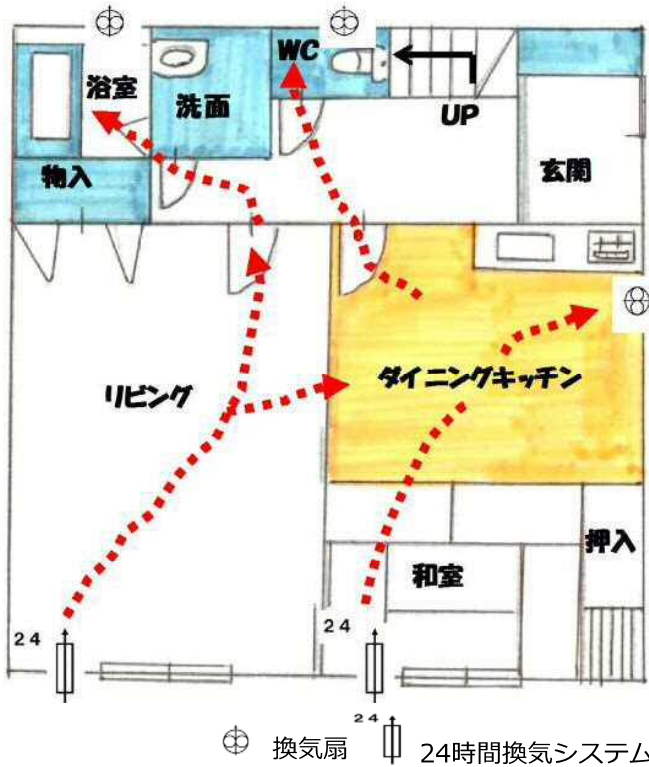 WC
浴室
洗面
UP
物入
玄関
リビング
ダイニングキッチン
押入
和室
24
24
24
換気扇
24時間換気システム